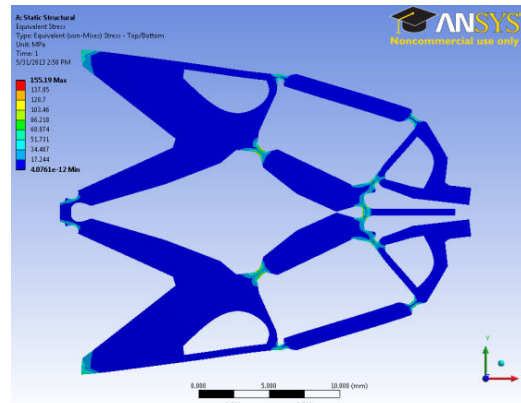 A: Static Structural
Equivalent Stress
Type: Equivalent (von-Mises) Stress - Top/Bottom
Unit: MPa
Time: 1
5/31/2013 2:50 PM
155.19 Max
137.95
120.7
103.46
86.218
68.974
51.731
34.487
17.244
4.0761e-12 Min
ANSYS
Noncommercial use only
Y
X
0.000
5.000
10.000 (mm)